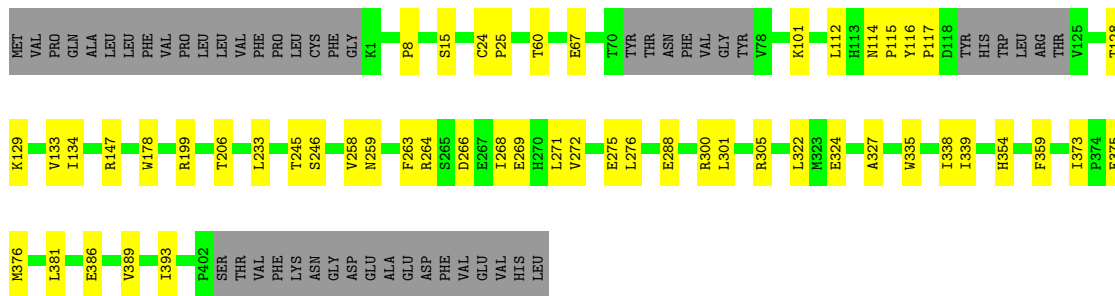 MET VAL PRO GLN ALA LEU LEU PHE VAL PRO LEU LEU VAL PHE PRO LEU CYS PHE GLY K1 P8 S15 C24 P25 T60 E67 T70 TYR THR ASN PHE VAL GLY TYR V78 K101 L112 H113 N114 P115 Y116 P117 D118 TYR HIS TRP LEU ARG THR V125 T128
K129 V133 I134 R147 W178 R199 T206 L233 T245 S246 V258 N259 F263 R264 S265 D266 E267 I268 E269 H270 L271 V272 E275 L276 E288 R300 L301 R305 L322 M323 E324 A327 W335 I338 I339 H354 F359 I373 P374 E375
M376 L381 E386 V389 I393 P402 SER THR VAL PHE LYS ASN GLY ASP GLU ALA GLU ASP PHE VAL GLU VAL HIS LEU